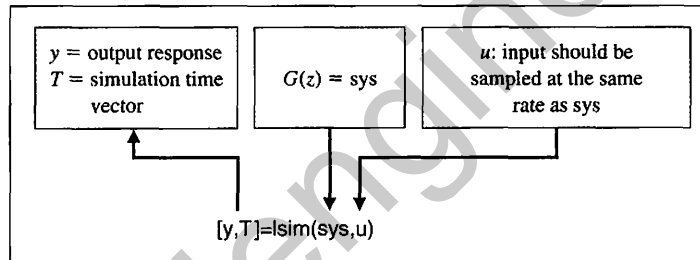 y = output response
T = simulation time
vector
G(z) = sys
u: input should be
sampled at the same
rate as sys
[y,T]=lsim(sys,u)